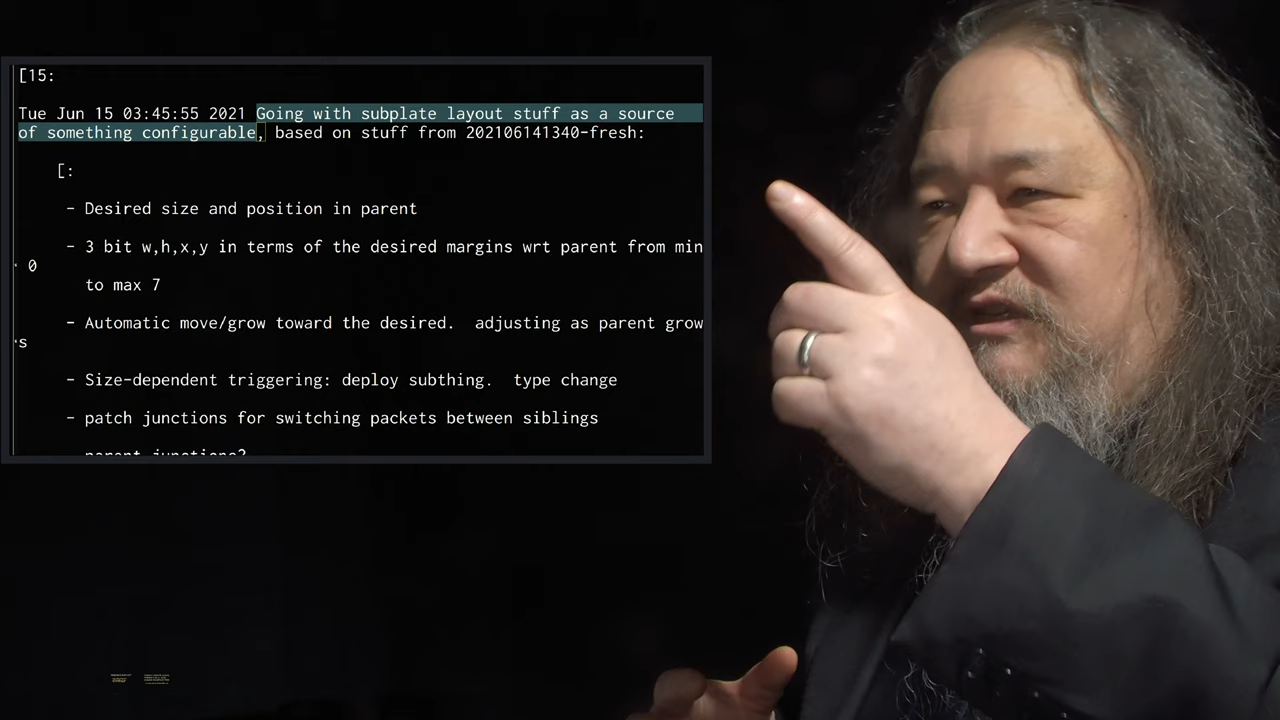 [15:
Tue Jun 15 03:45:55 2021 Going with subplate layout stuff as a source
of something configurable, based on stuff from 202106141340-fresh:
[:
- Desired size and position in parent
- 3 bit w,h,x,y in terms of the desired margins wrt parent from min
0
to max 7
- Automatic move/grow toward the desired.  adjusting as parent grow
s
- Size-dependent triggering: deploy subthing.  type change
- patch junctions for switching packets between siblings
parent junctions?